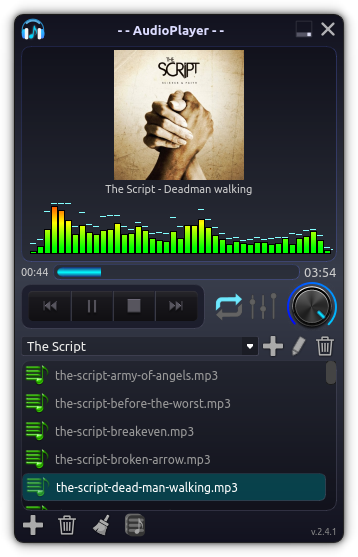 - - AudioPlayer - -
THE
SCRIPT
SCIENCE & FAITH
The Script - Deadman walking
00:44
03:54
The Script
the-script-army-of-angels.mp3
the-script-before-the-worst.mp3
the-script-breakeven.mp3
the-script-broken-arrow.mp3
the-script-dead-man-walking.mp3
v.2.4.1